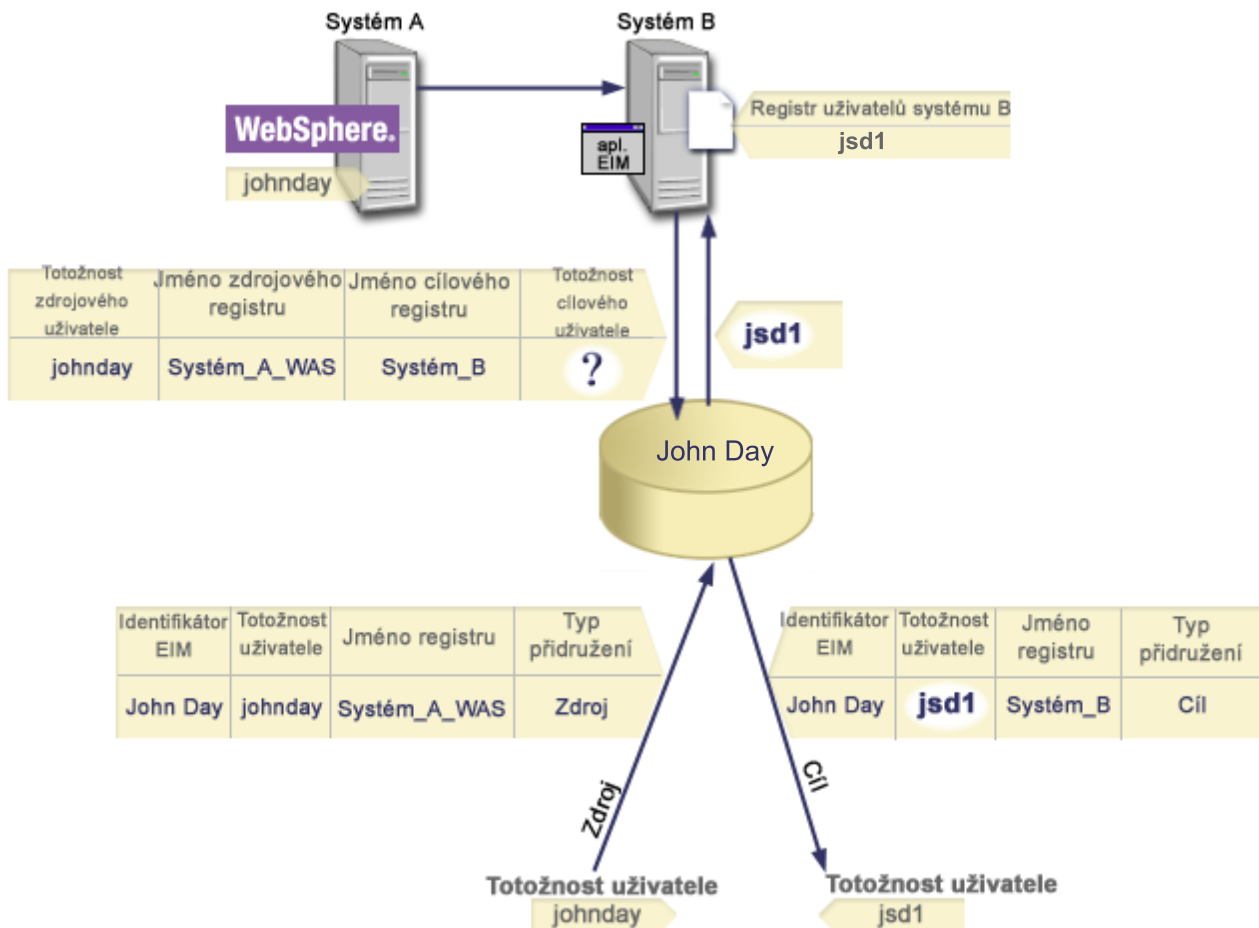 Systém A
Systém B
WebSphere.
johnday
apl.
EIM
Registr uživatelů systému B
jsd1
Totožnost
zdrojového
uživatele
Jméno zdrojového
registru
Jméno cílového
registru
Totožnost
cílového
uživatele
johnday
Systém_A_WAS
Systém_B
?
jsd1
John Day
Identifikátor
EIM
Totožnost
uživatele
Jméno registru
Typ
přidružení
John Day
johnday
Systém_A_WAS
Zdroj
Identifikátor
EIM
Totožnost
uživatele
Jméno
registru
Typ
přidružení
John Day
jsd1
Systém_B
Cíl
Zdroj
Cíl
Totožnost uživatele
johnday
Totožnost uživatele
jsd1